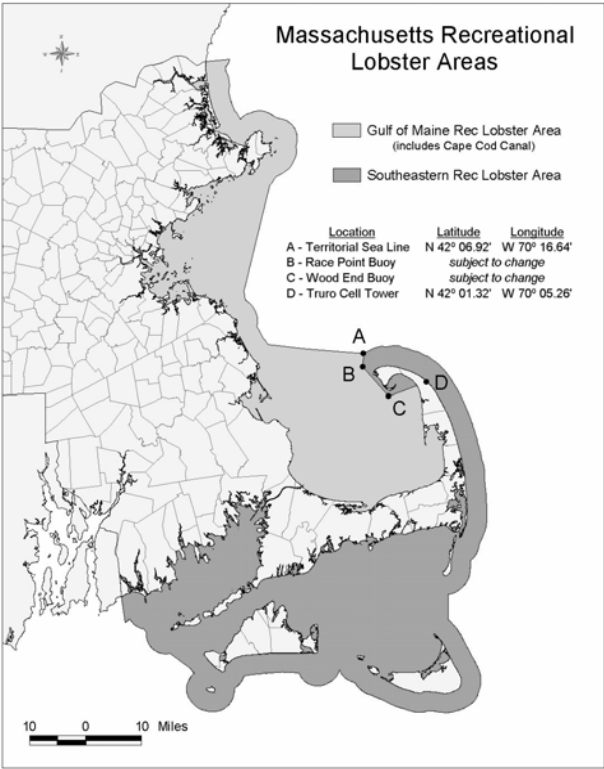 Massachusetts Recreational
Lobster Areas
Gulf of Maine Rec Lobster Area
(includes Cape Cod Canal)
Southeastern Rec Lobster Area
Location Latitude Longitude
A - Territorial Sea Line N 42º 06.92' W 70º 16.64'
B - Race Point Buoy subject to change
C - Wood End Buoy subject to change
D - Truro Cell Tower N 42º 01.32' W 70º 05.26'
A
B
D
C
10 0 10 Miles